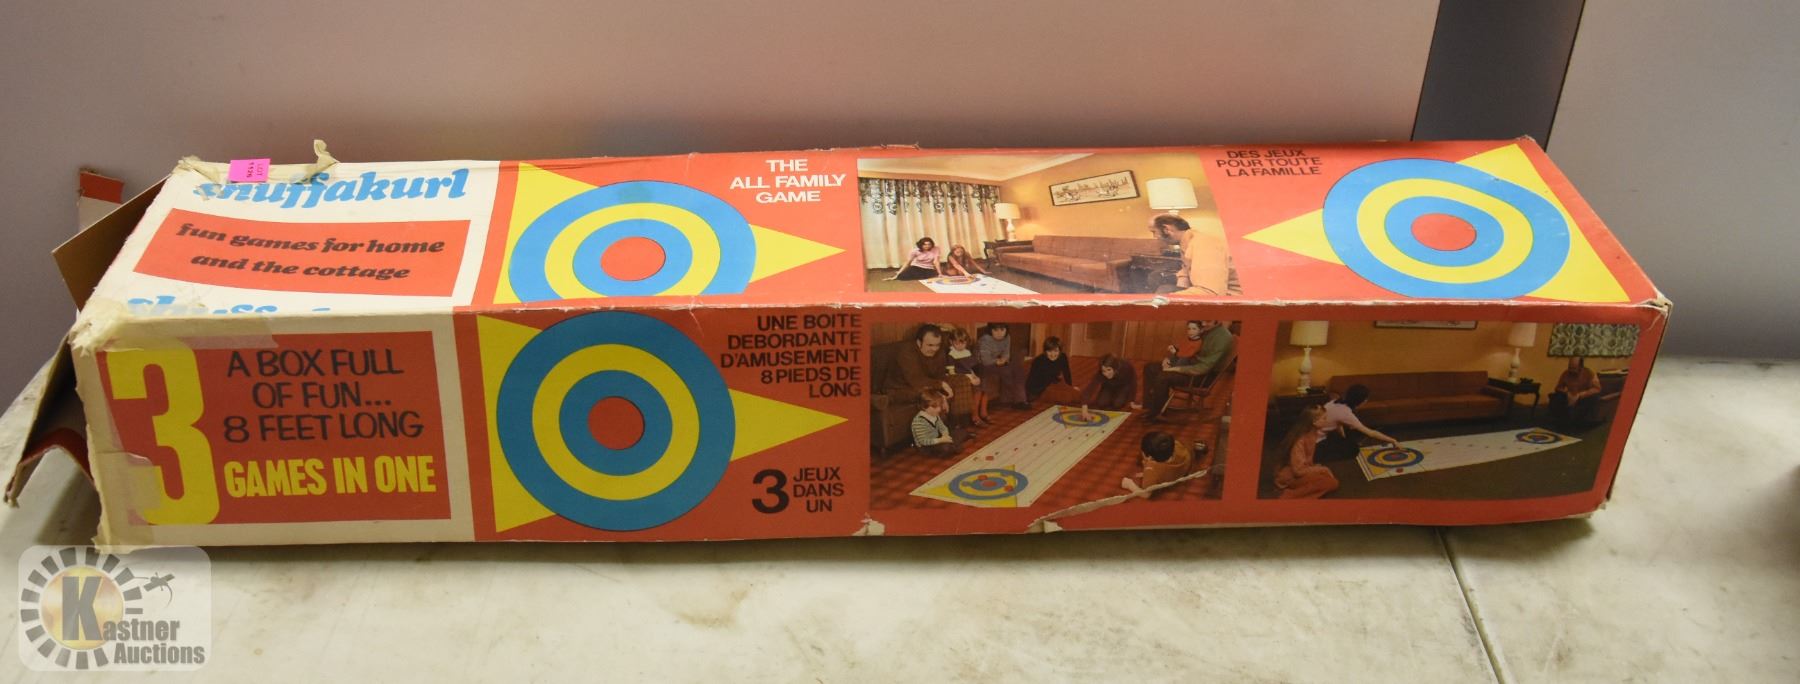 LOT
shuffakurl
fun games for home
and the cottage
THE
ALL FAMILY
GAME
DES JEUX
POUR TOUTE
LA FAMILLE
3
A BOX FULL
OF FUN...
8 FEET LONG
GAMES IN ONE
UNE BOITE
DEBORDANTE
D'AMUSEMENT
8 PIEDS DE
LONG
3 JEUX
DANS
UN
Kastner
Auctions